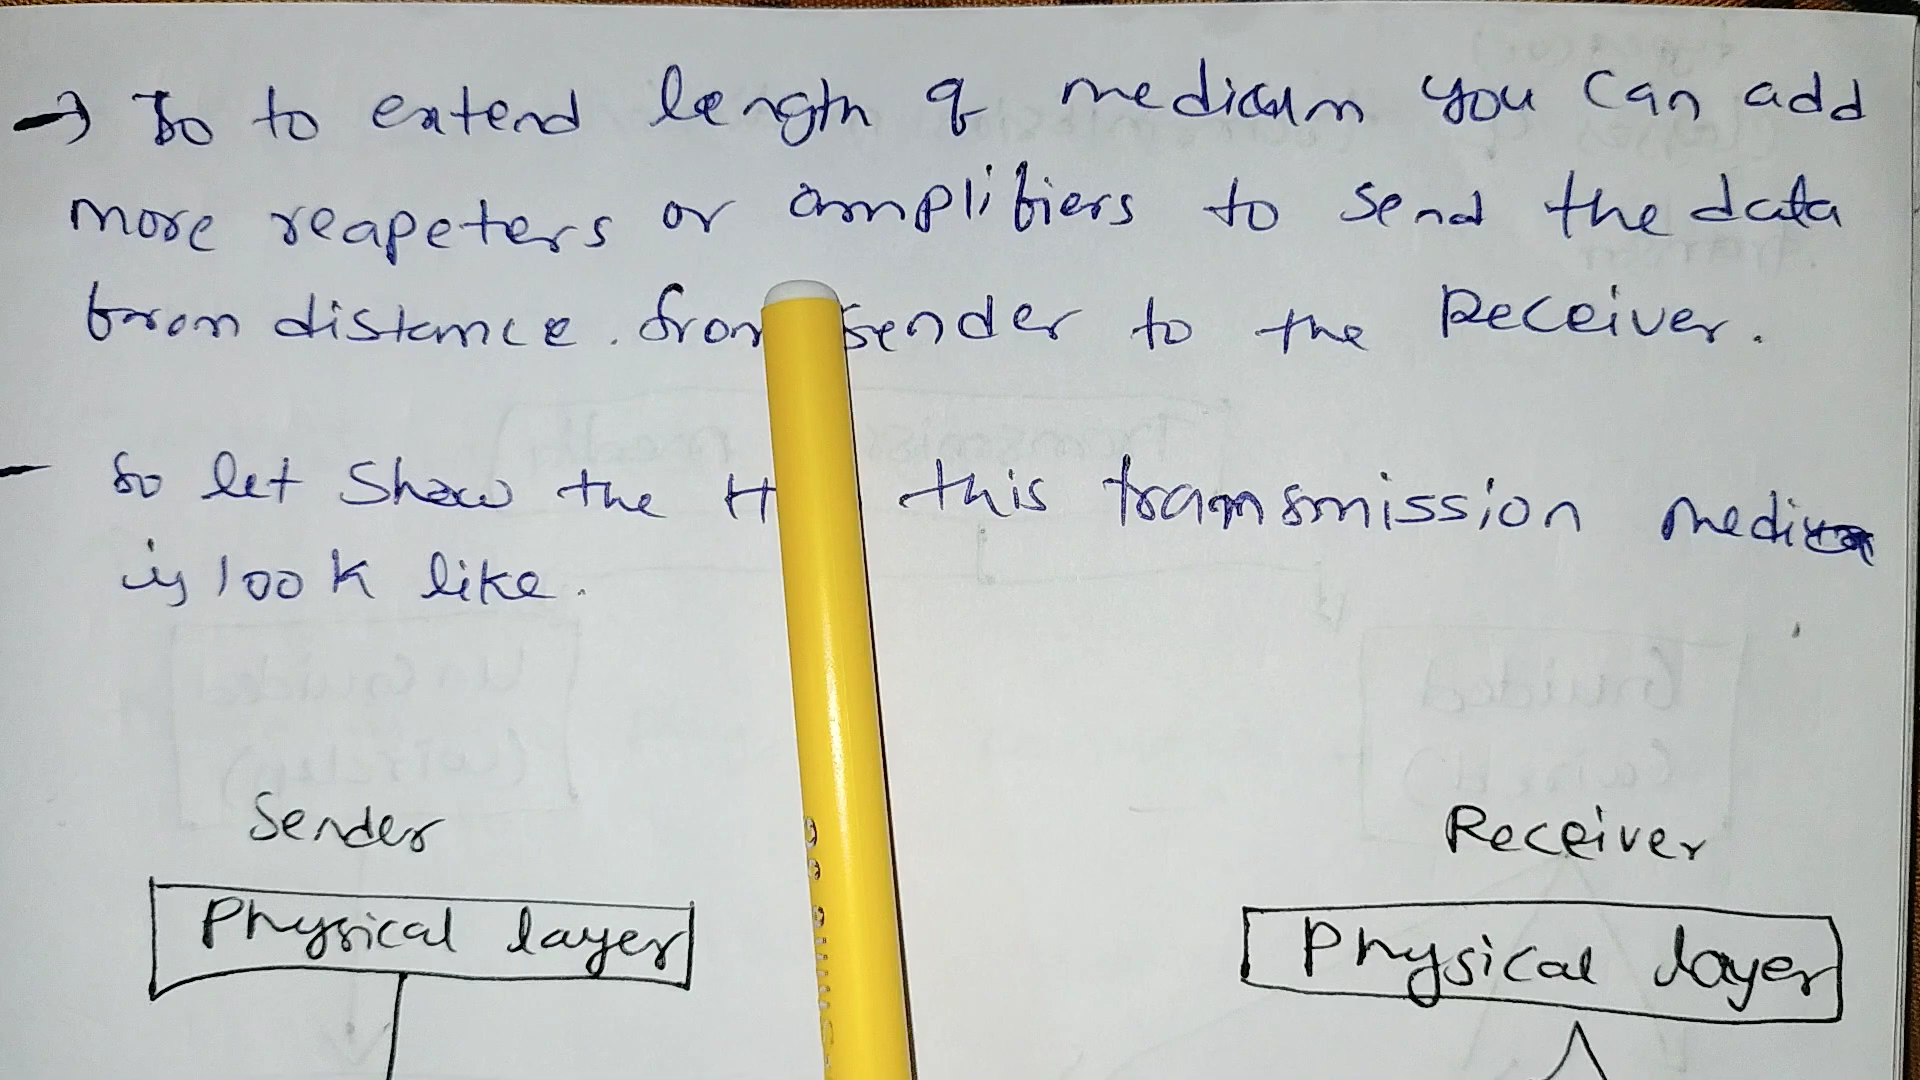 → So to extend length of medium you Can add
more reapeters or amplifiers to send the data
from distance. from sender to the Receiver.
- So let Show the this transmission media
is look like.
Sender
Receiver
Physical layer
Physical layer